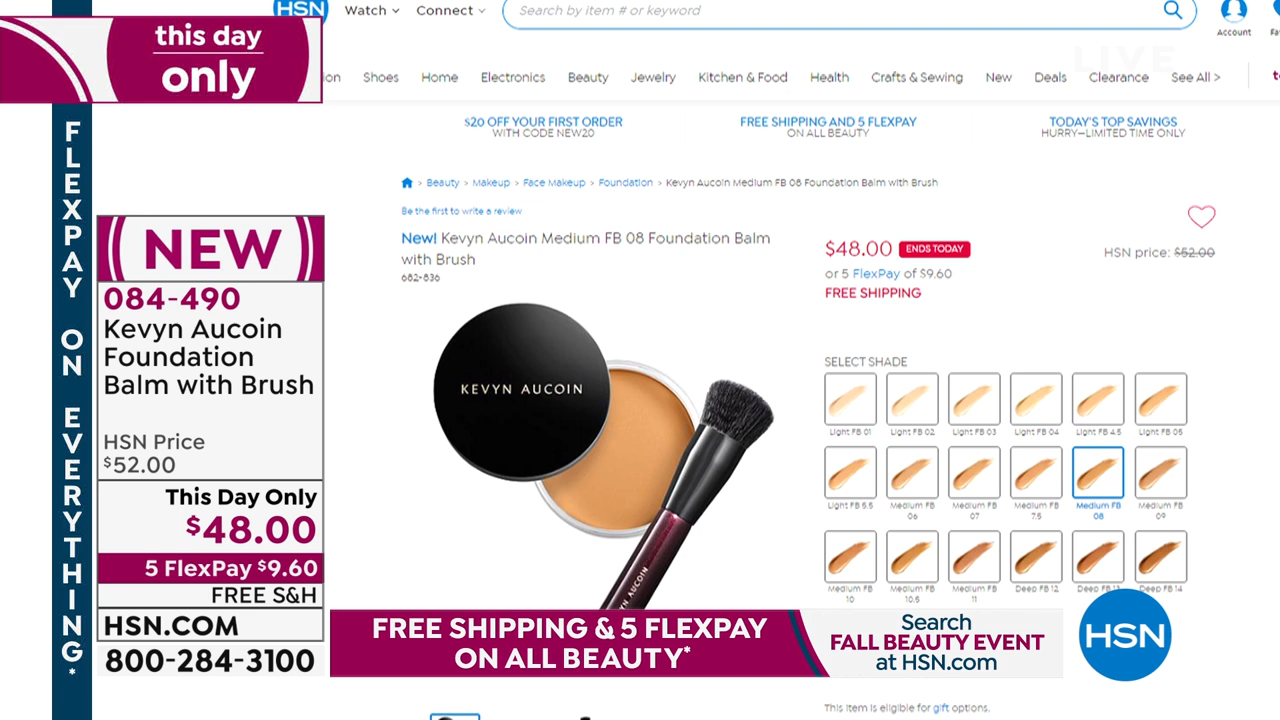 HSN
Watch
Connect
Search by item # or keyword
Account
this day
only
LIVE
Shoes
Home
Electronics
Beauty
Jewelry
Kitchen & Food
Health
Crafts & Sewing
New
Deals
Clearance
See All >
$20 OFF YOUR FIRST ORDER
WITH CODE NEW20
FREE SHIPPING AND 5 FLEXPAY
ON ALL BEAUTY
TODAY'S TOP SAVINGS
HURRY—LIMITED TIME ONLY
FLEXPAY ON EVERYTHING*
> Beauty > Makeup > Face Makeup > Foundation > Kevyn Aucoin Medium FB 08 Foundation Balm with Brush
Be the first to write a review
New! Kevyn Aucoin Medium FB 08 Foundation Balm
with Brush
682-836
$48.00 ENDS TODAY
HSN price: $52.00
or 5 FlexPay of $9.60
FREE SHIPPING
NEW
084-490
Kevyn Aucoin
Foundation
Balm with Brush
HSN Price
$52.00
This Day Only
$48.00
5 FlexPay $9.60
FREE S&H
HSN.COM
800-284-3100
KEVYN AUCOIN
AUCOIN
SELECT SHADE
Light FB 01
Light FB 02
Light FB 03
Light FB 04
Light FB 4.5
Light FB 05
Light FB 5.5
Medium FB
06
Medium FB
07
Medium FB
7.5
Medium FB
08
Medium FB
09
Medium FB
10
Medium FB
10.5
Medium FB
11
Deep FB 12
Deep FB 13
Deep FB 14
FREE SHIPPING & 5 FLEXPAY
ON ALL BEAUTY*
Search
FALL BEAUTY EVENT
at HSN.com
HSN
This item is eligible for gift options.